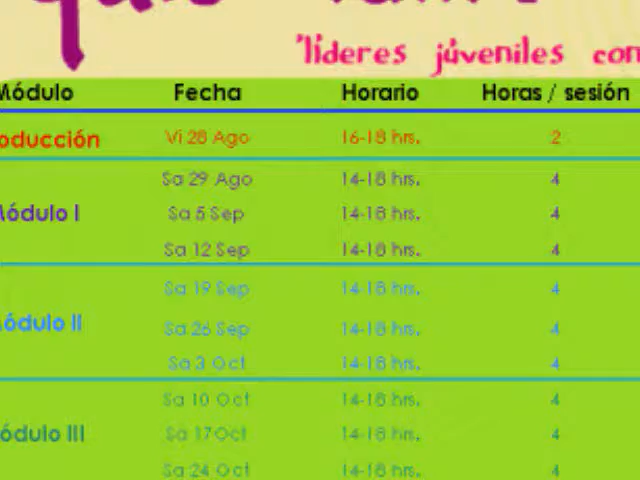 'líderes júveniles con
Módulo Fecha Horario Horas / sesión
oducción Vi 28 Ago 16-18 hrs. 2
Sa 29 Ago 14-18 hrs. 4
Módulo I Sa 5 Sep 14-18 hrs. 4
Sa 12 Sep 14-18 hrs. 4
Sa 19 Sep 14-18 hrs. 4
Módulo II Sa 26 Sep 14-18 hrs. 4
Sa 3 Oct 14-18 hrs. 4
Sa 10 Oct 14-18 hrs. 4
ódulo III Sa 17 Oct 14-18 hrs. 4
Sa 24 Oct 14-18 hrs. 4